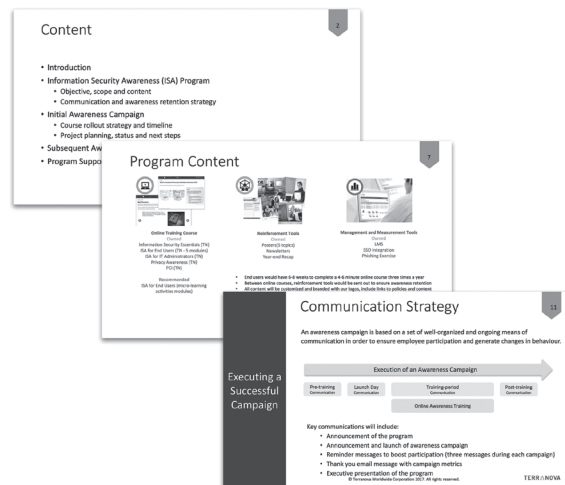 Content
2
• Introduction
• Information Security Awareness (ISA) Program
• Objective, scope and content
• Communication and awareness retention strategy
• Initial Awareness Campaign
• Course rollout strategy and timeline
• Project planning, status and next steps
• Subsequent Aw
• Program Suppo
Program Content
7
Online Training Course
Owned
Information Security Essentials (TN)
ISA for End Users (TN - 5 modules)
ISA for IT Administrators (TN)
Privacy Awareness (TN)
PCI (TN)
Recommended
ISA for End Users (micro-learning
activities modules)
Reinforcement Tools
Owned
Posters (5 topics)
Newsletters
Year-end Recap
Management and Measurement Tools
Owned
LMS
SSO Integration
Phishing Exercise
• End users would have 6-8 weeks to complete a 4-6 minute online course three times a year
• Between online courses, reinforcement tools would be sent out to ensure awareness retention
• All content will be customized and branded with our logos, include links to policies and content
Executing a
Successful
Campaign
Communication Strategy
11
An awareness campaign is based on a set of well-organized and ongoing means of
communication in order to ensure employee participation and generate changes in behaviour.
Execution of an Awareness Campaign
Pre-training
Communication
Launch Day
Communication
Training-period
Communication
Post-training
Communication
Online Awareness Training
Key communications will include:
• Announcement of the program
• Announcement and launch of awareness campaign
• Reminder messages to boost participation (three messages during each campaign)
• Thank you email message with campaign metrics
• Executive presentation of the program
© Terranova Worldwide Corporation 2017. All rights reserved.
TERRANOVA